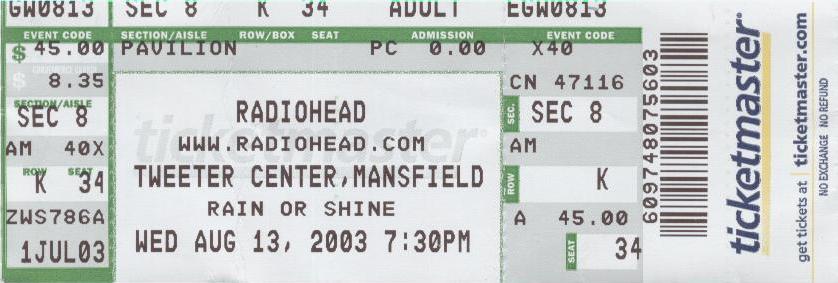 GW0813 SEC 8 K 34 ADULT EGW0813
EVENT CODE SECTION/AISLE ROW/BOX SEAT ADMISSION EVENT CODE
$ 45.00 PAVILION PC 0.00 X40
$ 8.35
CN 47116
SECTION/AISLE
SEC 8
AM 40X
ROW SEAT
K 34
ZWS786A
1JUL03
ticketmaster
RADIOHEAD
WWW.RADIOHEAD.COM
TWEETER CENTER,MANSFIELD
RAIN OR SHINE
WED AUG 13, 2003 7:30PM
SEC. SEC 8
AM
ROW K
A 45.00
SEAT 34
609748075603
ticketmaster
get tickets at ticketmaster.com
NO EXCHANGE NO REFUND